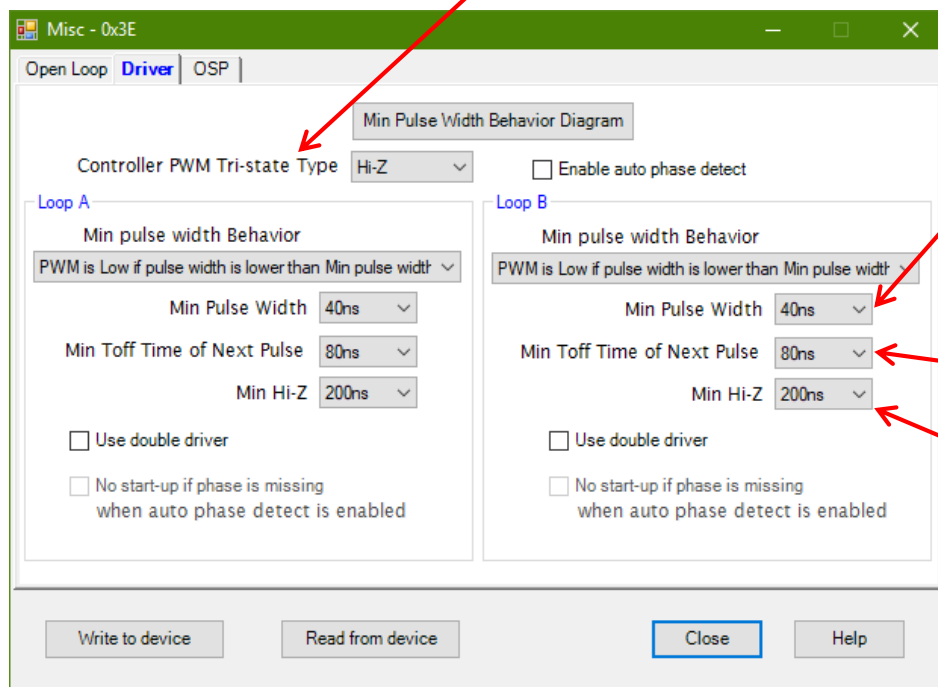 Misc - 0x3E
Open Loop Driver OSP
Min Pulse Width Behavior Diagram
Controller PWM Tri-state Type Hi-Z Enable auto phase detect
Loop A
Min pulse width Behavior
PWM is Low if pulse width is lower than Min pulse width
Min Pulse Width 40ns
Min Toff Time of Next Pulse 80ns
Min Hi-Z 200ns
Use double driver
No start-up if phase is missing
when auto phase detect is enabled
Loop B
Min pulse width Behavior
PWM is Low if pulse width is lower than Min pulse width
Min Pulse Width 40ns
Min Toff Time of Next Pulse 80ns
Min Hi-Z 200ns
Use double driver
No start-up if phase is missing
when auto phase detect is enabled
Write to device Read from device Close Help